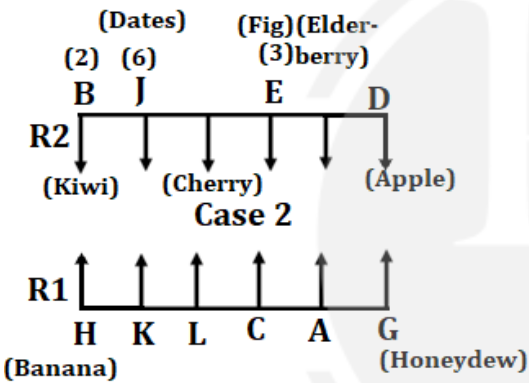 (Dates) (Fig)(Elder-
(2) (6) (3)berry)
B J E D
R2
(Kiwi) (Cherry) (Apple)
Case 2
R1
H K L C A G
(Banana) (Honeydew)